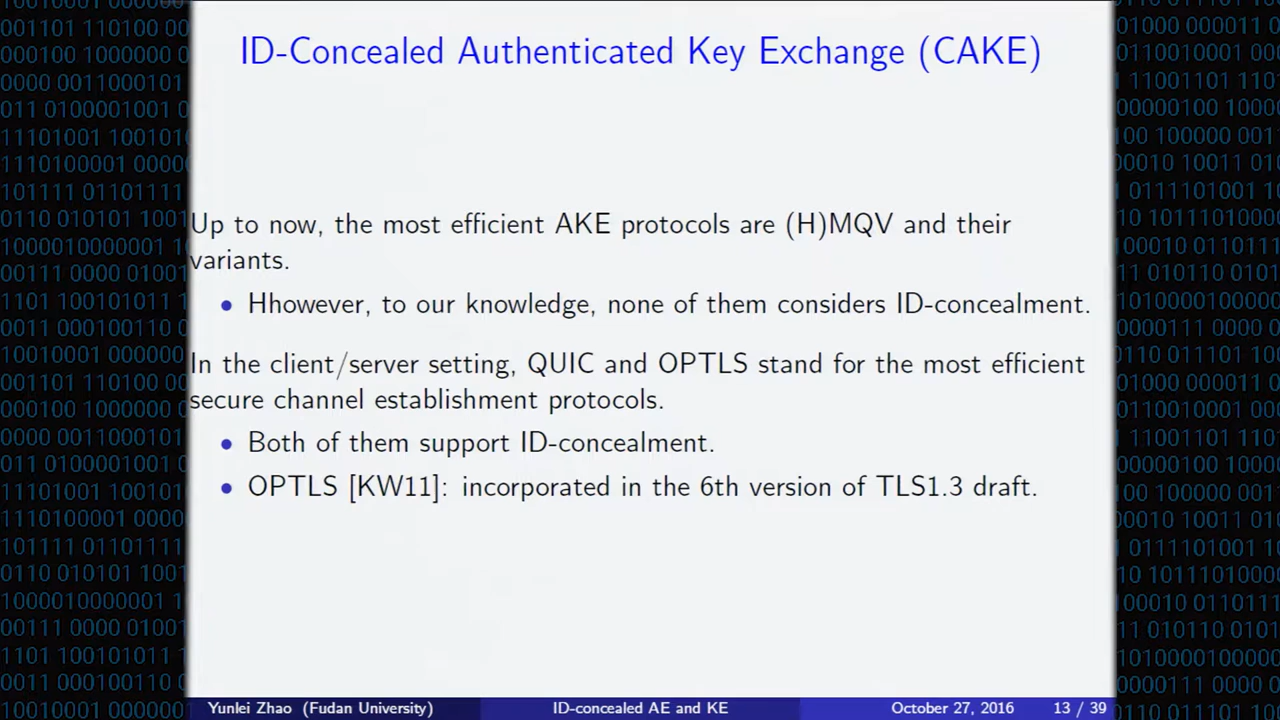 ID-Concealed Authenticated Key Exchange (CAKE)
Up to now, the most efficient AKE protocols are (H)MQV and their
variants.
• Hhowever, to our knowledge, none of them considers ID-concealment.
In the client/server setting, QUIC and OPTLS stand for the most efficient
secure channel establishment protocols.
• Both of them support ID-concealment.
• OPTLS [KW11]: incorporated in the 6th version of TLS1.3 draft.
Yunlei Zhao (Fudan University) ID-concealed AE and KE October 27, 2016 13 / 39